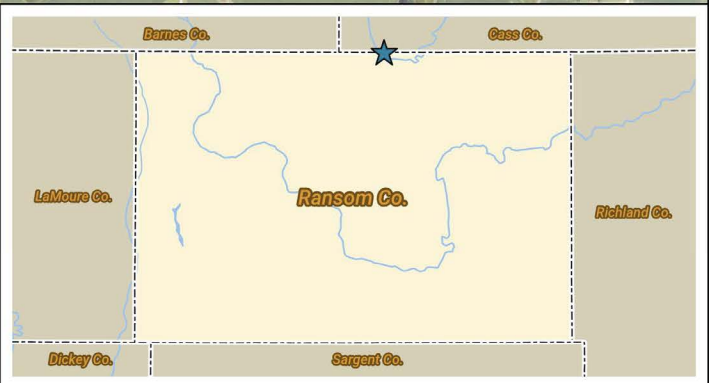 Barnes Co.
Cass Co.
LaMoure Co.
Ransom Co.
Richland Co.
Dickey Co.
Sargent Co.